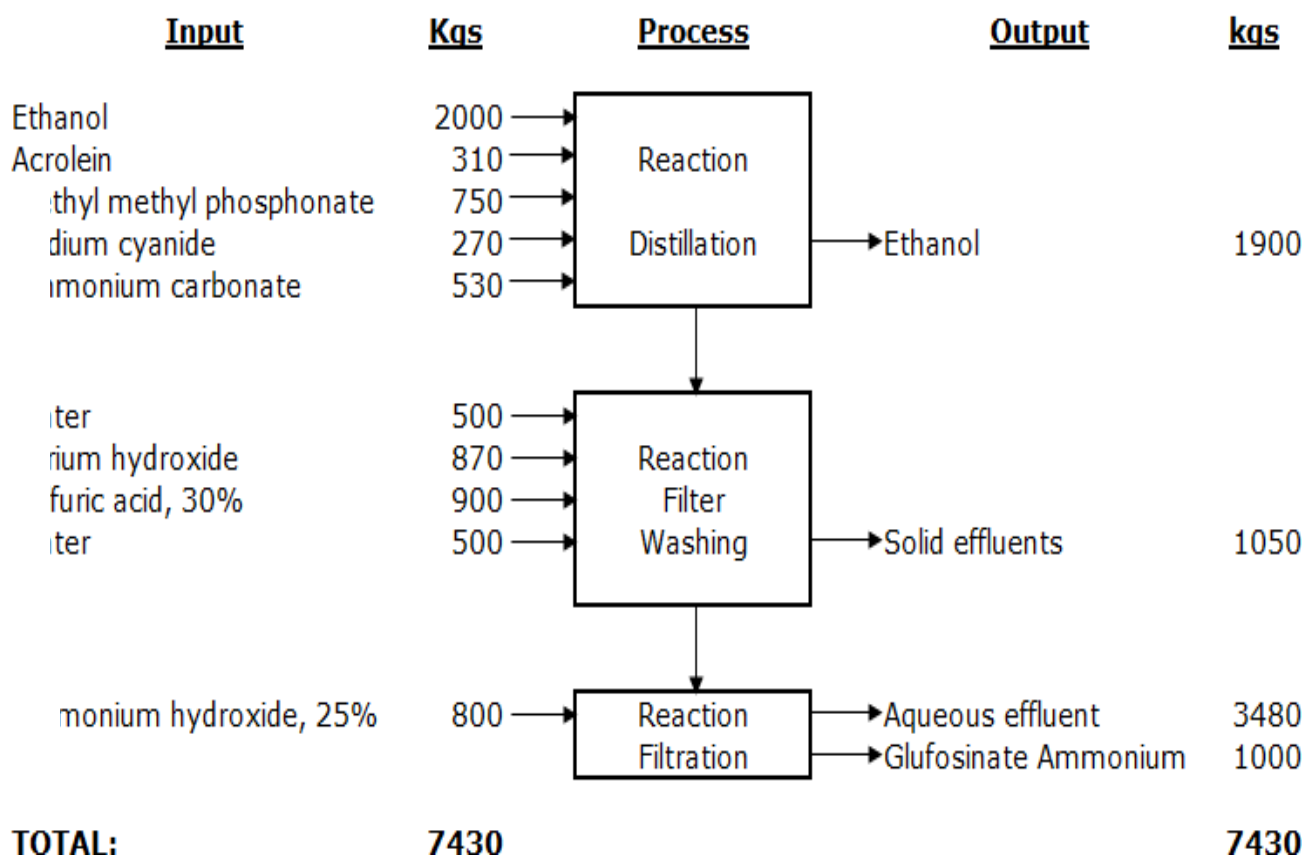 Input Kgs Process Output kgs
Ethanol 2000
Acrolein 310 Reaction
thyl methyl phosphonate 750
dium cyanide 270 Distillation Ethanol 1900
monium carbonate 530
ter 500
rium hydroxide 870 Reaction
furic acid, 30% 900 Filter
ter 500 Washing Solid effluents 1050
monium hydroxide, 25% 800 Reaction Aqueous effluent 3480
Filtration Glufosinate Ammonium 1000
TOTAL: 7430 7430